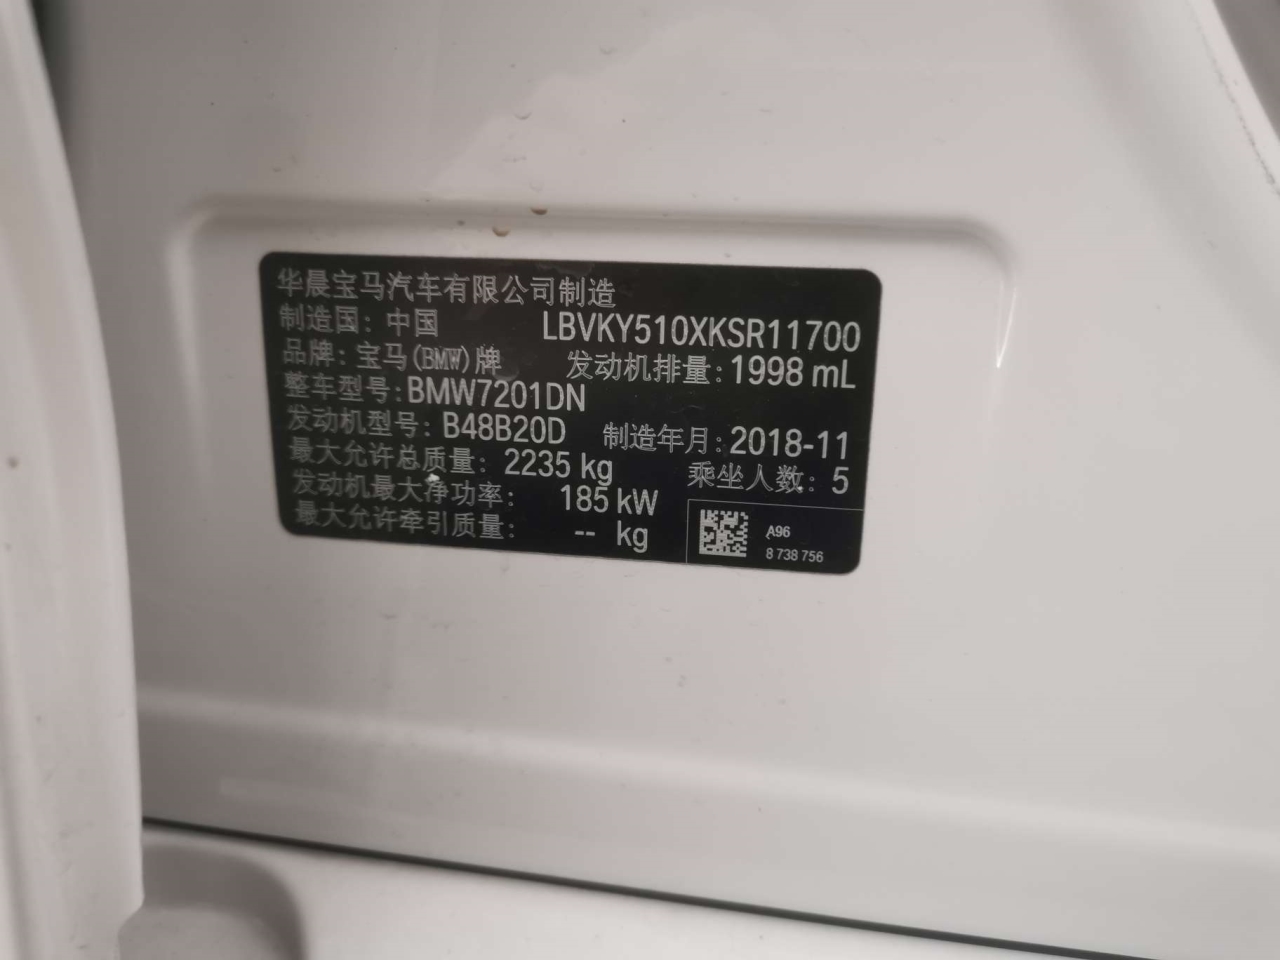 华晨宝马汽车有限公司制造
制造国：中国 LBVKY510XKSR11700
品牌：宝马(BMW)牌 发动机排量：1998 mL
整车型号：BMW7201DN
发动机型号：B48B20D 制造年月：2018-11
最大允许总质量：2235 kg 乘坐人数：5
发动机最大净功率：185 kW
最大允许牵引质量：-- kg
A96
8 738 756